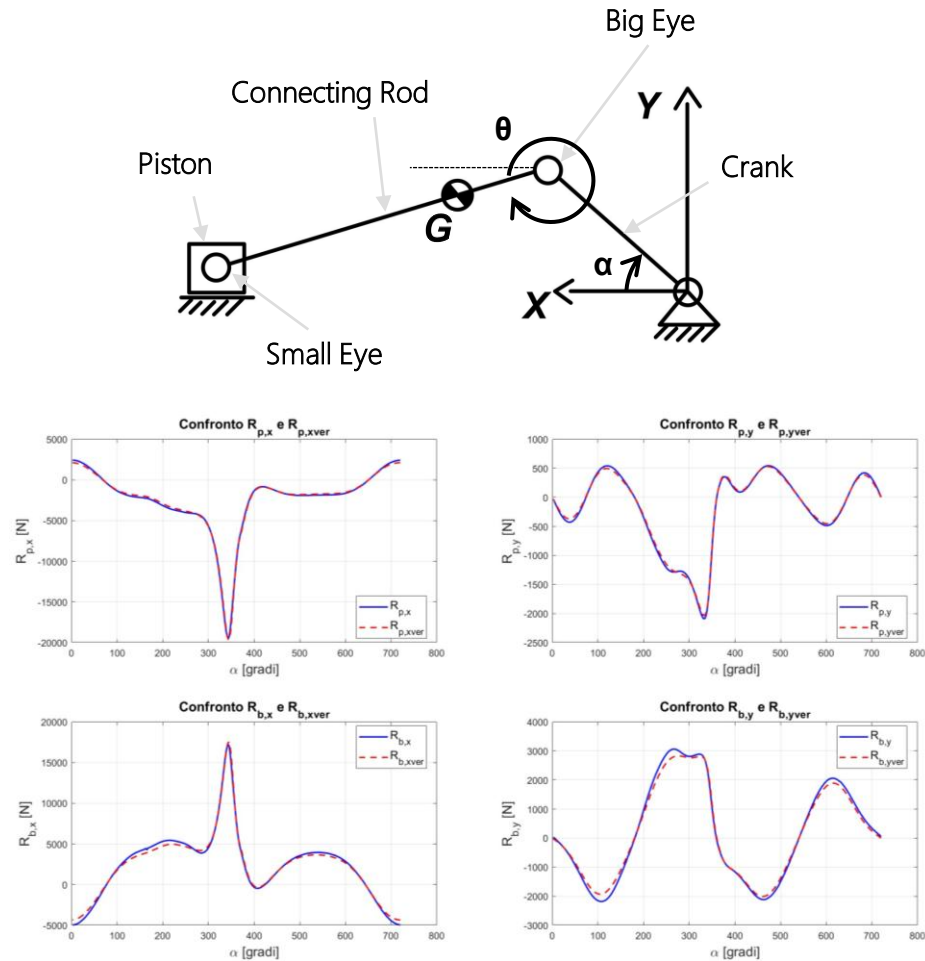 Big Eye
Connecting Rod
Y
θ
Piston
Crank
G
α
X
Small Eye
Confronto R_p,x e R_p,xver
5000
0
-5000
-10000
-15000
-20000
R_p,x [N]
R_p,x
R_p,xver
0 100 200 300 400 500 600 700 800
α [gradi]
Confronto R_p,y e R_p,yver
1000
500
0
-500
-1000
-1500
-2000
-2500
R_p,y [N]
R_p,y
R_p,yver
0 100 200 300 400 500 600 700 800
α [gradi]
Confronto R_b,x e R_b,xver
20000
15000
10000
5000
0
-5000
R_b,x [N]
R_b,x
R_b,xver
0 100 200 300 400 500 600 700 800
α [gradi]
Confronto R_b,y e R_b,yver
4000
3000
2000
1000
0
-1000
-2000
-3000
R_b,y [N]
R_b,y
R_b,yver
0 100 200 300 400 500 600 700 800
α [gradi]